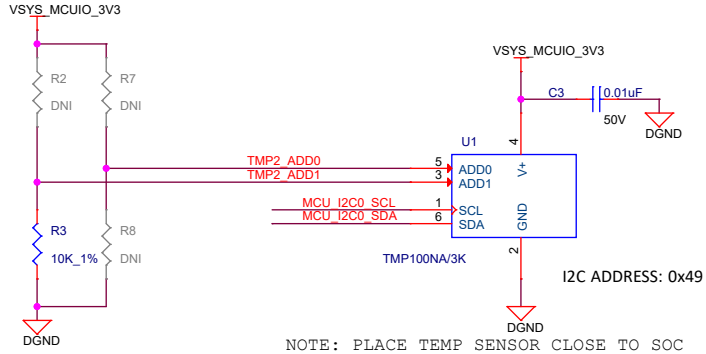 VSYS_MCUIO_3V3
R2
DNI
R7
DNI
R3
10K_1%
R8
DNI
DGND
TMP2_ADD0
TMP2_ADD1
MCU_I2C0_SCL
MCU_I2C0_SDA
VSYS_MCUIO_3V3
C3
0.01uF
50V
DGND
U1
4
5
3
1
6
2
ADD0
ADD1
SCL
SDA
V+
GND
TMP100NA/3K
DGND
I2C ADDRESS: 0x49
NOTE: PLACE TEMP SENSOR CLOSE TO SOC